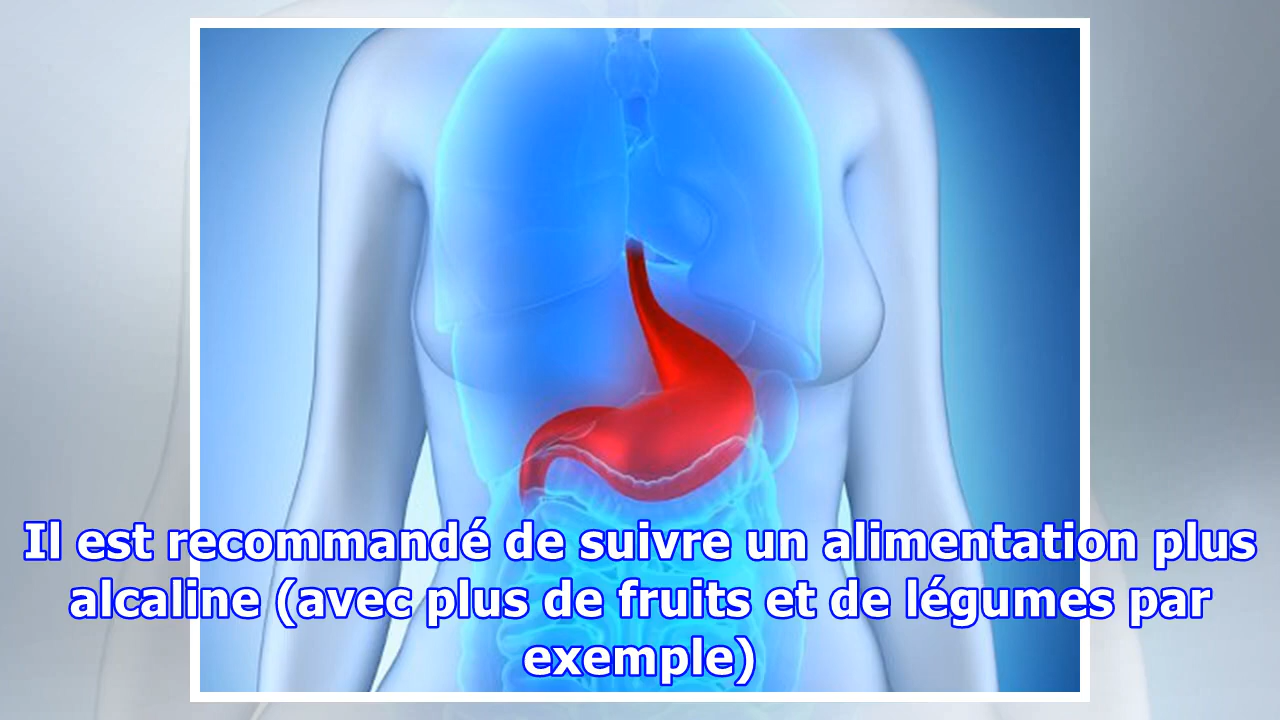 Il est recommandé de suivre un alimentation plus
alcaline (avec plus de fruits et de légumes par
exemple)